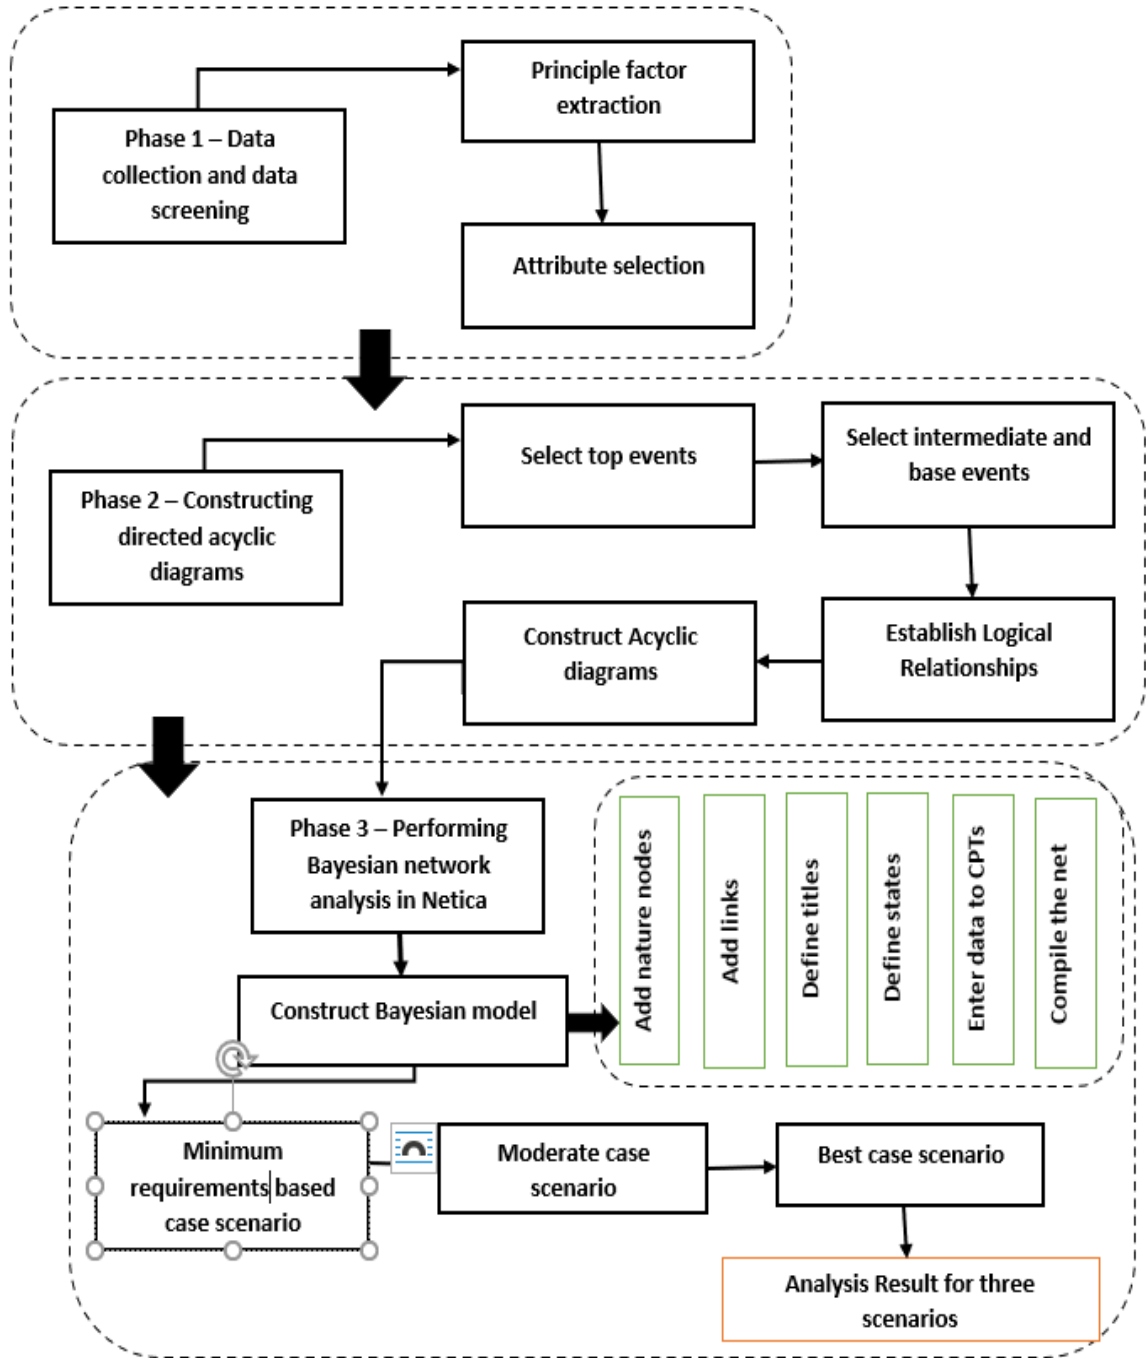 Principle factor
extraction
Phase 1 – Data
collection and data
screening
Attribute selection
Select top events
Select intermediate and
base events
Phase 2 – Constructing
directed acyclic
diagrams
Construct Acyclic
diagrams
Establish Logical
Relationships
Phase 3 – Performing
Bayesian network
analysis in Netica
Add nature nodes
Add links
Define titles
Define states
Enter data to CPTs
Compile the net
Construct Bayesian model
Minimum
requirements based
case scenario
Moderate case
scenario
Best case scenario
Analysis Result for three
scenarios